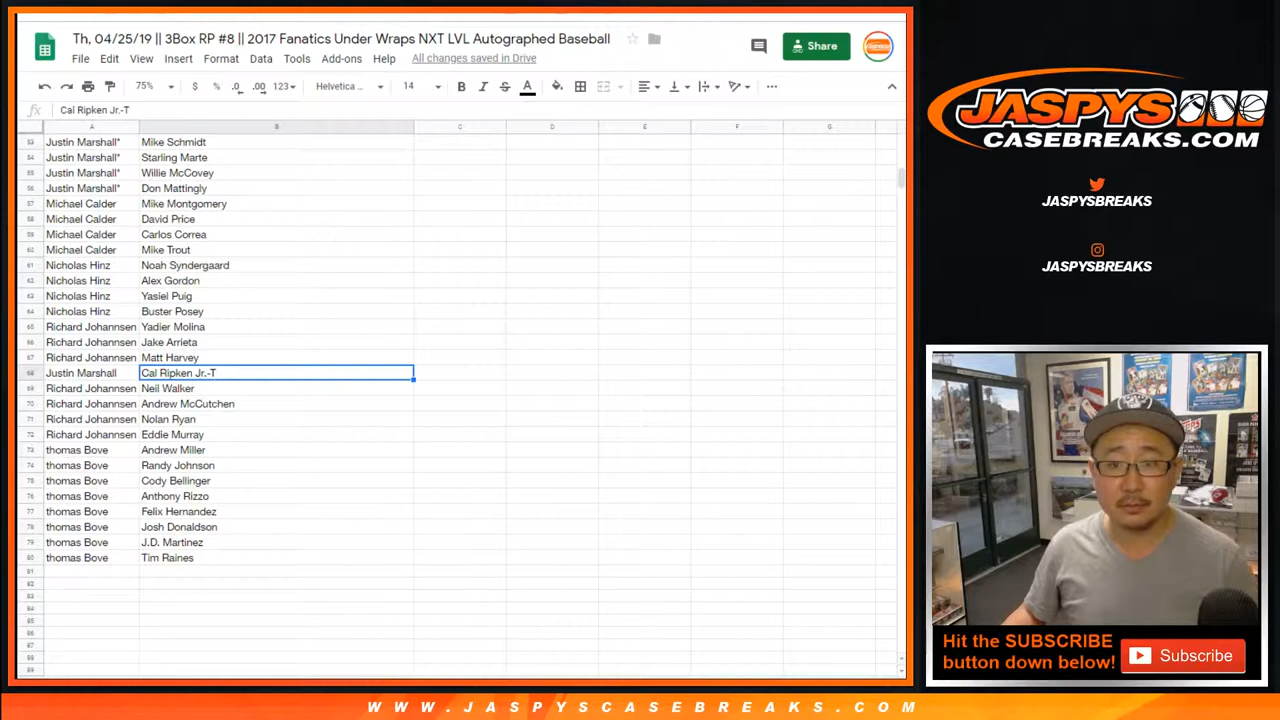 Th, 04/25/19 || 3Box RP #8 || 2017 Fanatics Under Wraps NXT LVL Autographed Baseball
Share
File Edit View Insert Format Data Tools Add-ons Help All changes saved in Drive
75% $ % .0 .00 123 Helvetica ... 14 B I S A
fx Cal Ripken Jr.-T
A B C D E F G
53 Justin Marshall* Mike Schmidt
54 Justin Marshall* Starling Marte
55 Justin Marshall* Willie McCovey
56 Justin Marshall* Don Mattingly
57 Michael Calder Mike Montgomery
58 Michael Calder David Price
59 Michael Calder Carlos Correa
60 Michael Calder Mike Trout
61 Nicholas Hinz Noah Syndergaard
62 Nicholas Hinz Alex Gordon
63 Nicholas Hinz Yasiel Puig
64 Nicholas Hinz Buster Posey
65 Richard Johannsen Yadier Molina
66 Richard Johannsen Jake Arrieta
67 Richard Johannsen Matt Harvey
68 Justin Marshall Cal Ripken Jr.-T
69 Richard Johannsen Neil Walker
70 Richard Johannsen Andrew McCutchen
71 Richard Johannsen Nolan Ryan
72 Richard Johannsen Eddie Murray
73 thomas Bove Andrew Miller
74 thomas Bove Randy Johnson
75 thomas Bove Cody Bellinger
76 thomas Bove Anthony Rizzo
77 thomas Bove Felix Hernandez
78 thomas Bove Josh Donaldson
79 thomas Bove J.D. Martinez
80 thomas Bove Tim Raines
81
82
83
84
85
86
87
88
89
JASPYS
CASEBREAKS.COM
JASPYSBREAKS
JASPYSBREAKS
Hit the SUBSCRIBE
button down below!
Subscribe
WWW.JASPYSCASEBREAKS.COM